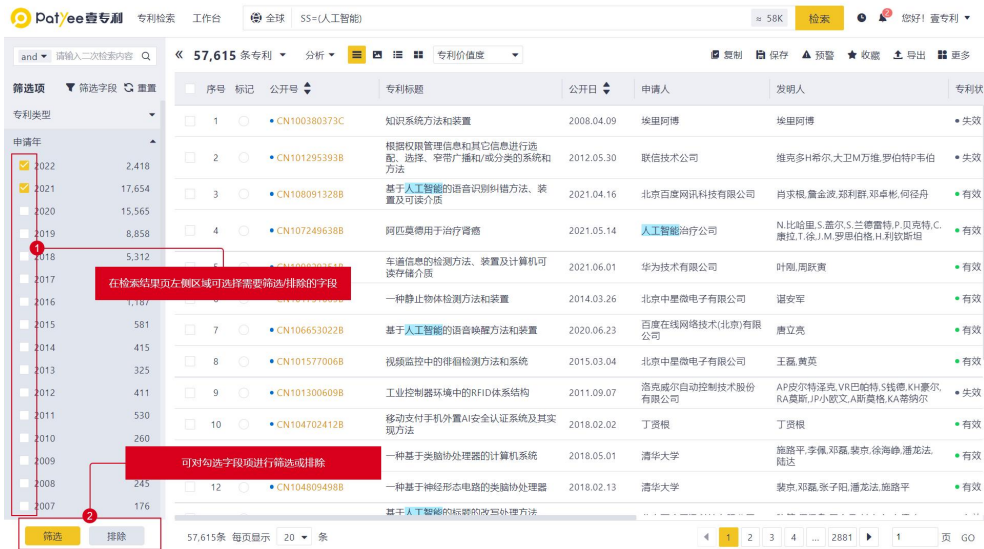 Patyee壹专利 专利检索 工作台 全球 SS=(人工智能) ≈ 58K 检索 2 您好！壹专利
and 请输入二次检索内容
57,615 条专利 分析 专利价值度 复制 保存 预警 收藏 导出 更多
筛选项 筛选字段 重置
专利类型
申请年
2022 2,418
2021 17,654
2020 15,565
2019 8,858
2018 5,312
2017
2016 1,187
2015 581
2014 415
2013 325
2012 411
2011 530
2010 260
2009
2008 245
2007 176
筛选 排除
序号 标记 公开号 专利标题 公开日 申请人 发明人 专利状
1 CN100380373C 知识系统方法和装置 2008.04.09 埃里阿博 埃里阿博 失效
2 CN101295393B 根据权限管理信息和其它信息进行选
配、选择、窄带广播和/或分类的系统和
方法 2012.05.30 联信技术公司 维克多H希尔,大卫M万维,罗伯特P韦伯 失效
3 CN108091328B 基于人工智能的语音识别纠错方法、装
置及可读介质 2021.04.16 北京百度网讯科技有限公司 肖求根,詹金波,郑利群,邓卓彬,何径舟 有效
4 CN107249638B 阿匹莫德用于治疗肾癌 2021.05.14 人工智能治疗公司 N.比哈里,S.盖尔,S.兰德雷特,P.贝克特,C.
康拉,T.徐,J.M.罗思伯格,H.利钦斯坦 有效
车道信息的检测方法、装置及计算机可
读存储介质 2021.06.01 华为技术有限公司 叶刚,周跃寅 有效
一种静止物体检测方法和装置 2014.03.26 北京中星微电子有限公司 谌安军 有效
7 CN106653022B 基于人工智能的语音唤醒方法和装置 2020.06.23 百度在线网络技术(北京)有限
公司 唐立亮 有效
8 CN101577006B 视频监控中的徘徊检测方法和系统 2015.03.04 北京中星微电子有限公司 王磊,黄英 有效
9 CN101300609B 工业控制器环境中的RFID体系结构 2011.09.07 洛克威尔自动控制技术股份
有限公司 AP皮尔特泽克,VR巴帕特,S钱德,KH豪尔,
RA莫斯,JP小欧文,A斯莫格,KA蒂纳尔 失效
10 CN104702412B 移动支付手机外置AI安全认证系统及其实
现方法 2018.02.02 丁贤根 丁贤根 有效
一种基于类脑协处理器的计算机系统 2018.05.01 清华大学 施路平,李佩,邓磊,裴京,徐海峥,潘龙法,
陆达 有效
12 CN104809498B 一种基于神经形态电路的类脑协处理器 2018.02.13 清华大学 裴京,邓磊,张子阳,潘龙法,施路平 有效
基于人工智能的标题的改写处理方法
1
在检索结果页左侧区域可选择需要筛选/排除的字段
可对勾选字段项进行筛选或排除
2
57,615条 每页显示 20 条 1 2 3 4 ... 2881 1 页 GO